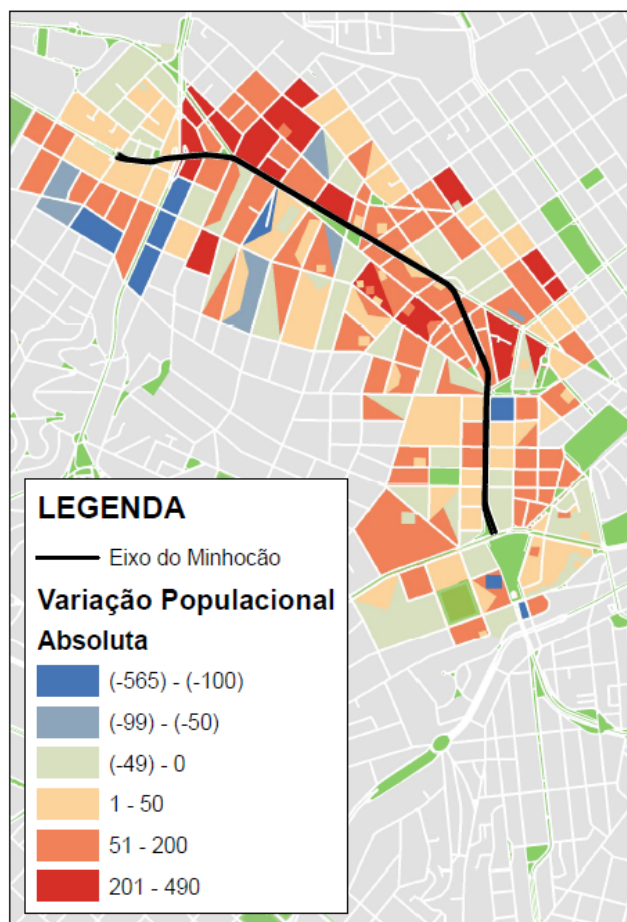 LEGENDA
Eixo do Minhocão
Variação Populacional
Absoluta
(-565) - (-100)
(-99) - (-50)
(-49) - 0
1 - 50
51 - 200
201 - 490